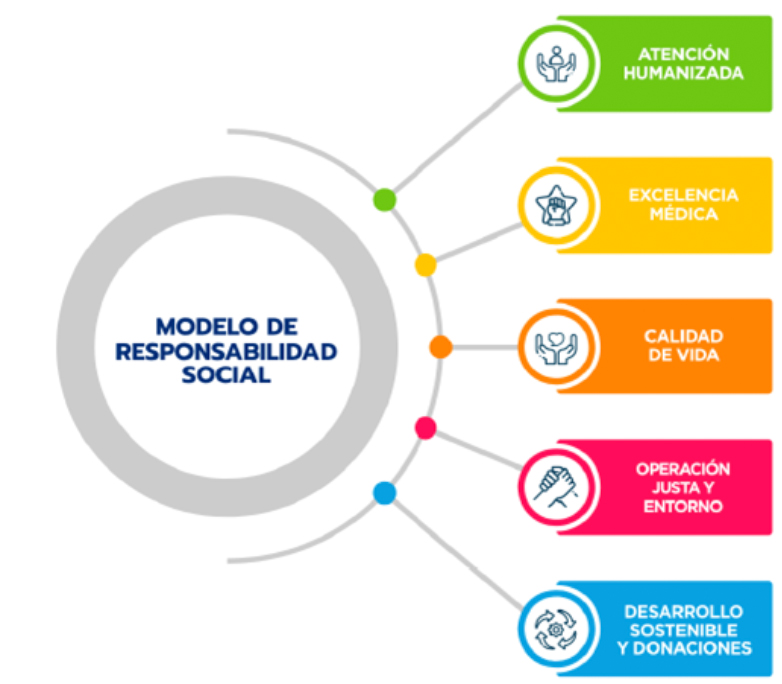 MODELO DE
RESPONSABILIDAD
SOCIAL
ATENCIÓN
HUMANIZADA
EXCELENCIA
MÉDICA
CALIDAD
DE VIDA
OPERACIÓN
JUSTA Y
ENTORNO
DESARROLLO
SOSTENIBLE
Y DONACIONES